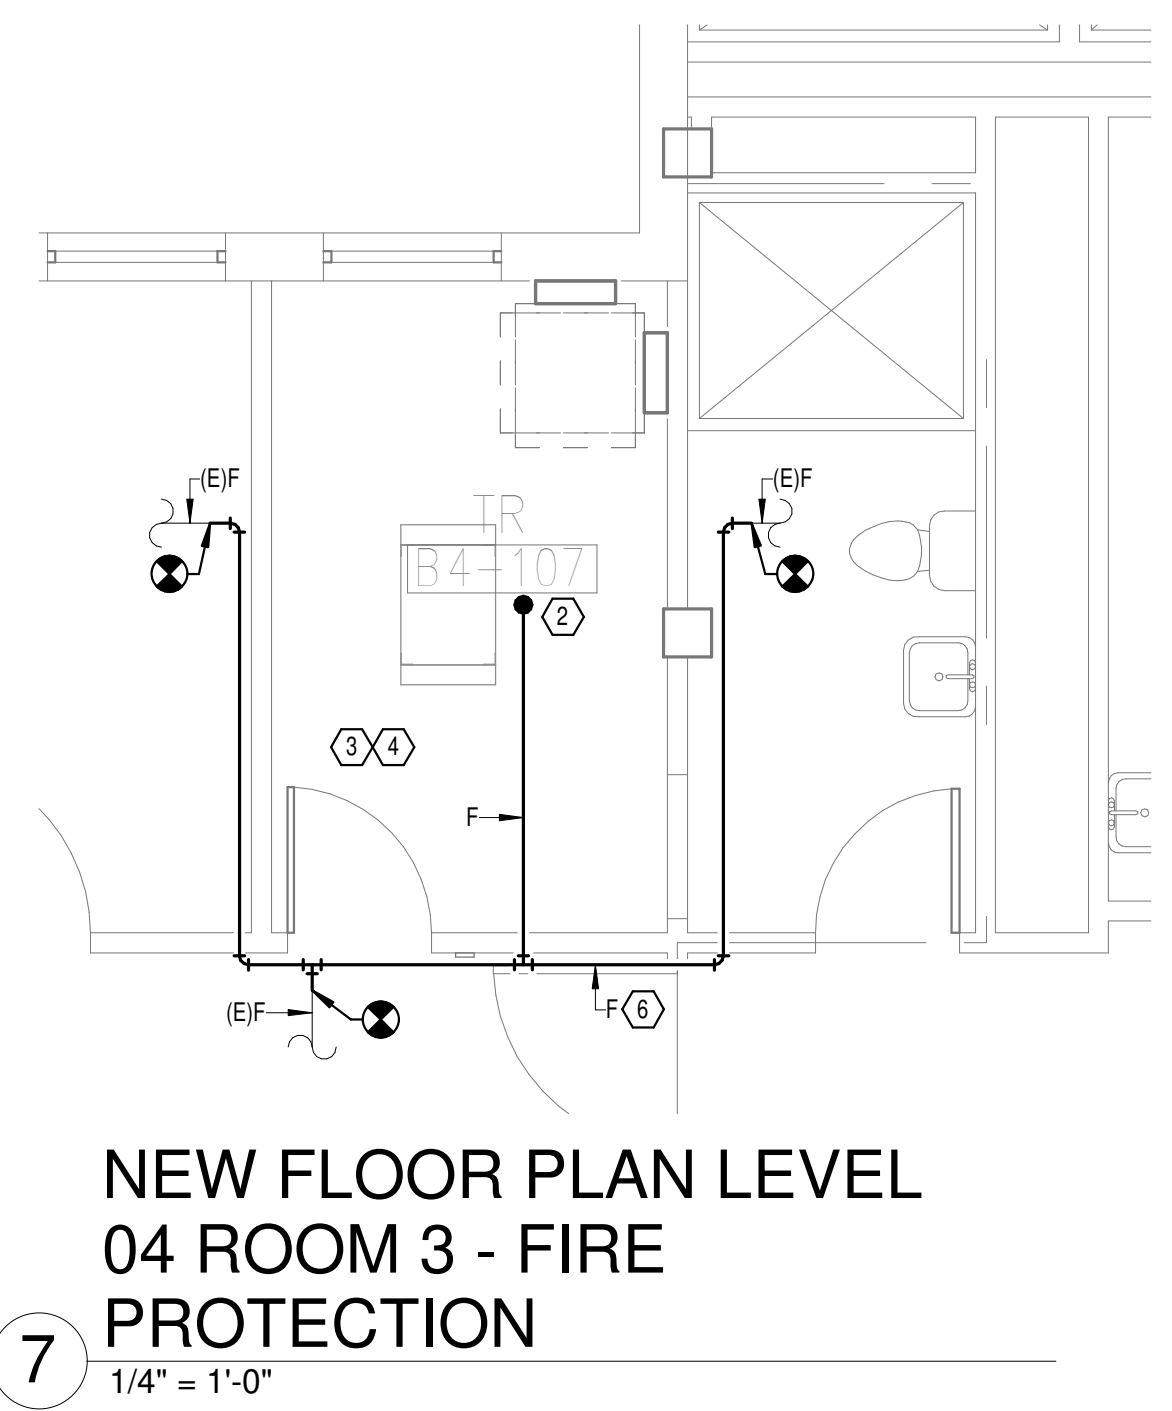 (E)F
(E)F
TR
B4-107
2
3
4
F
(E)F
F
6
NEW FLOOR PLAN LEVEL
04 ROOM 3 - FIRE
PROTECTION
7
1/4" = 1'-0"